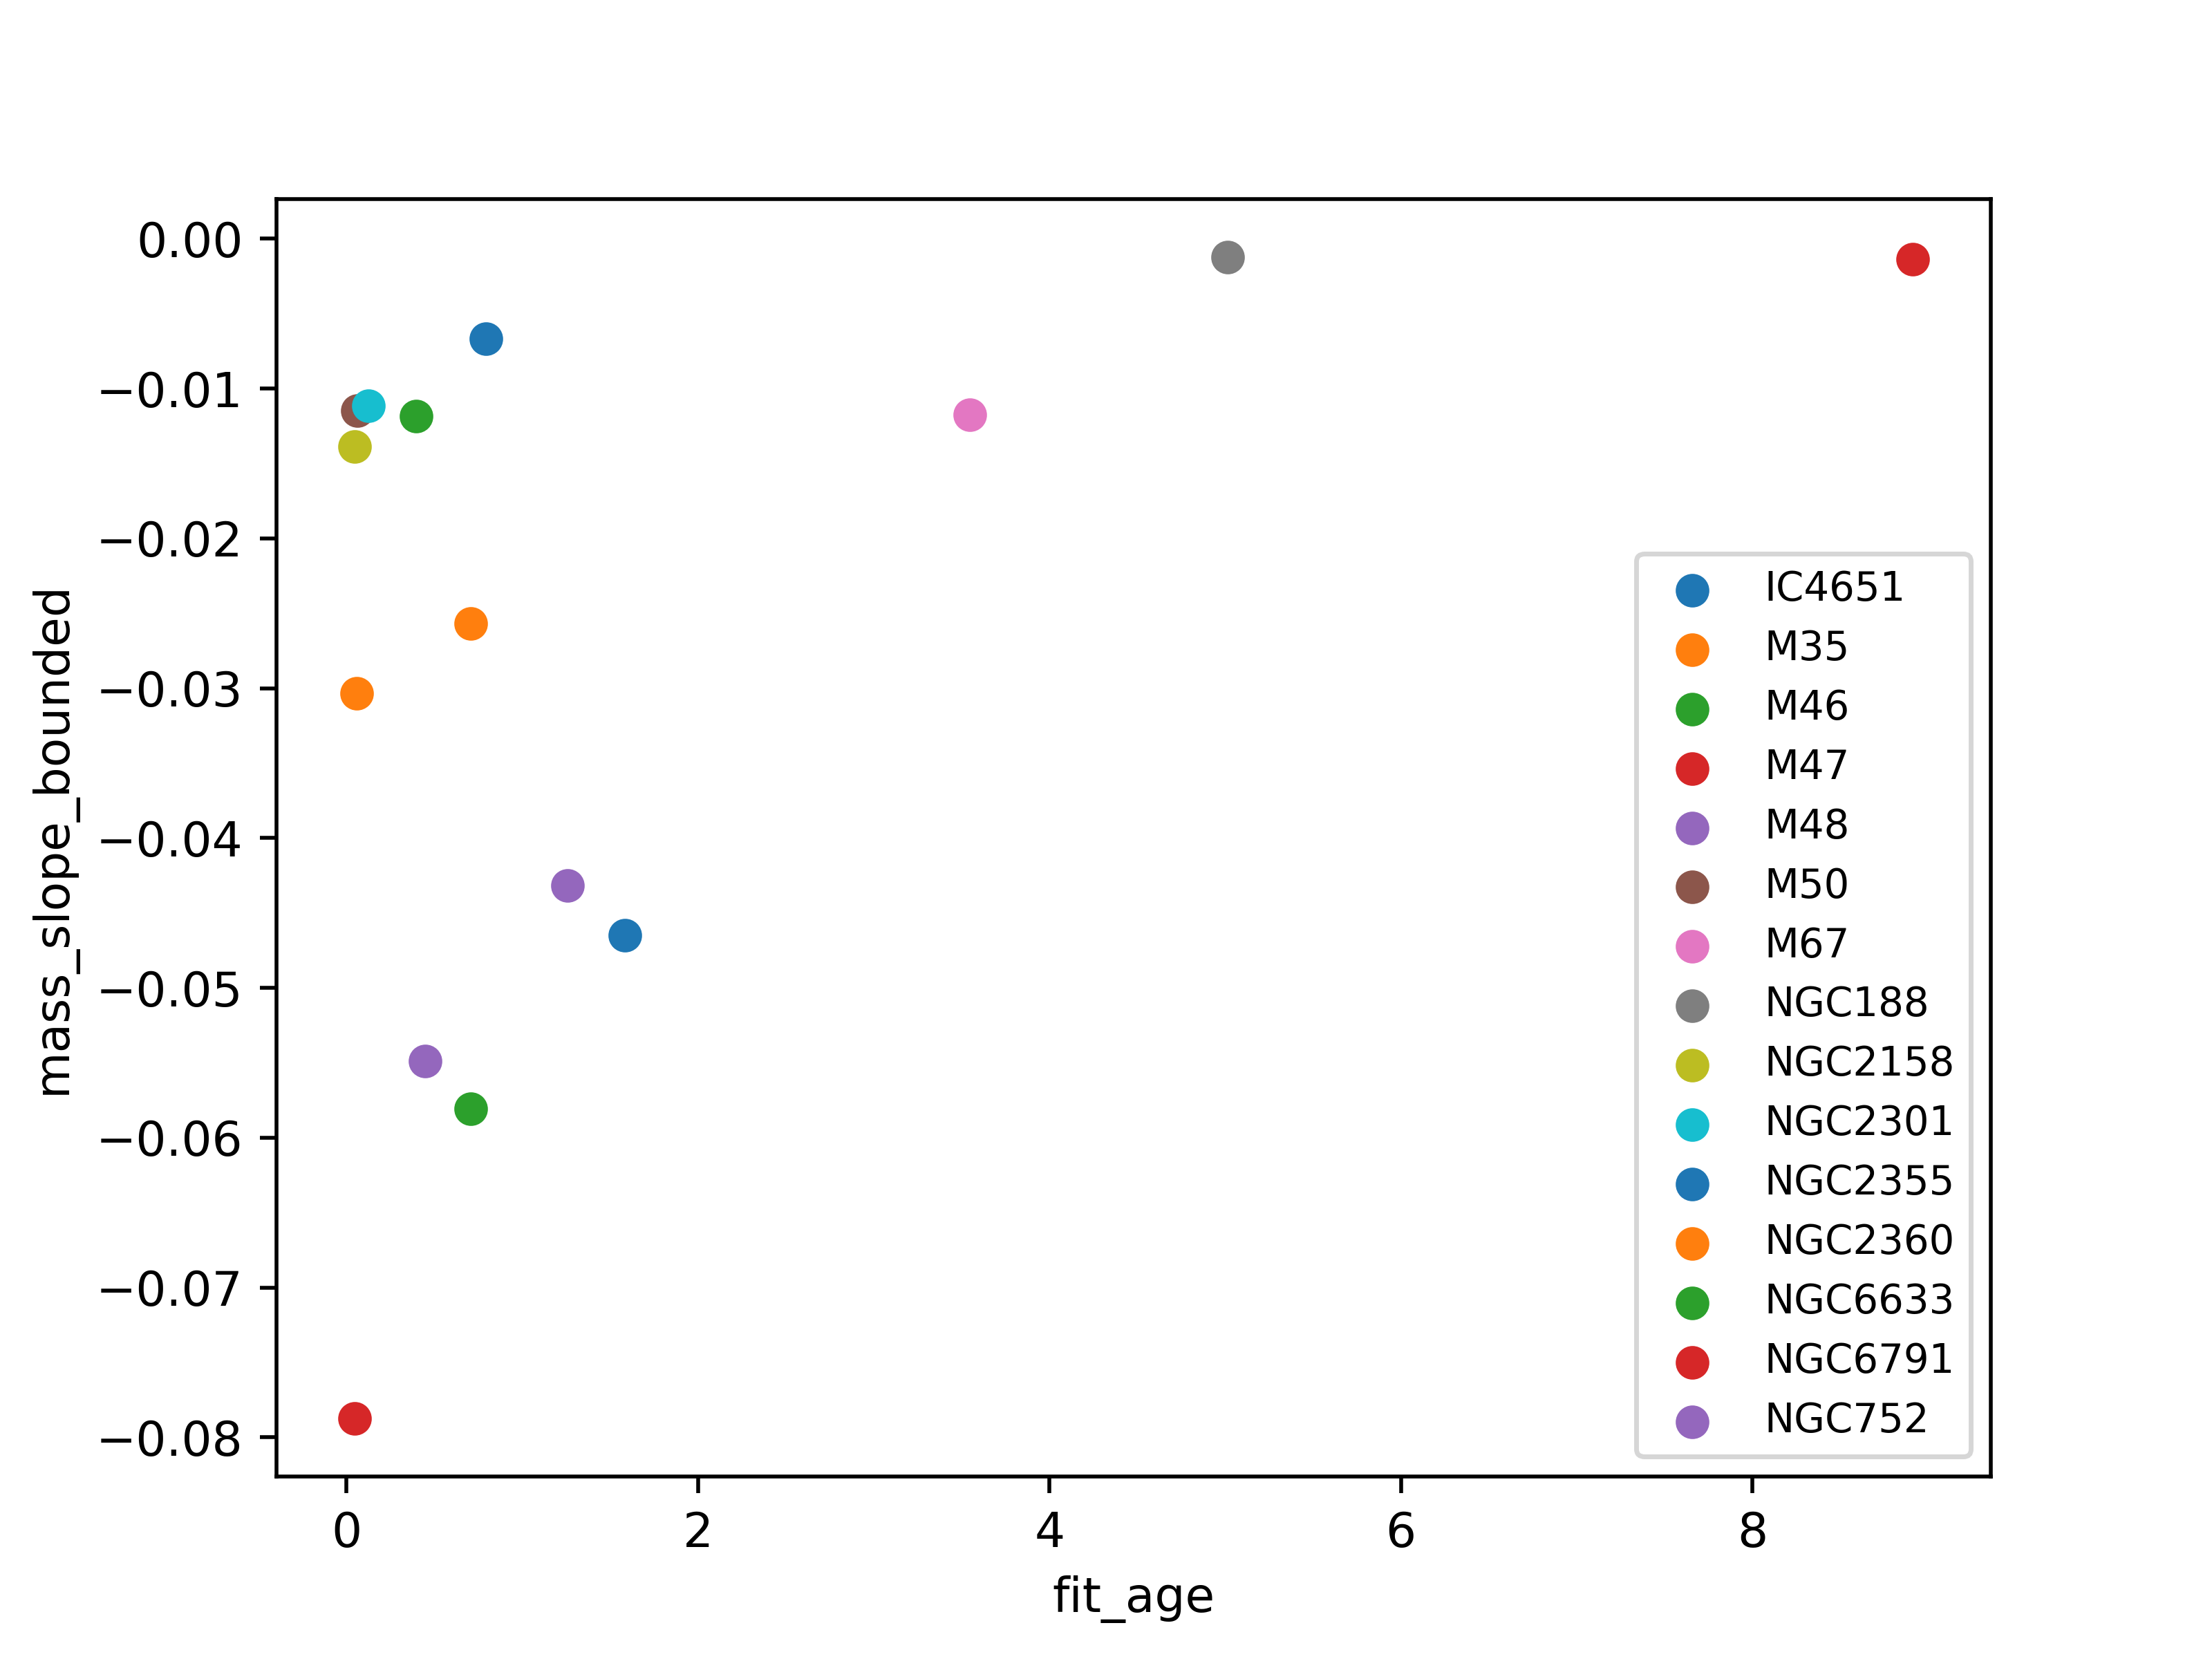 0.00
−0.01
−0.02
−0.03
−0.04
−0.05
−0.06
−0.07
−0.08
mass_slope_bounded
IC4651
M35
M46
M47
M48
M50
M67
NGC188
NGC2158
NGC2301
NGC2355
NGC2360
NGC6633
NGC6791
NGC752
0 2 4 6 8
fit_age